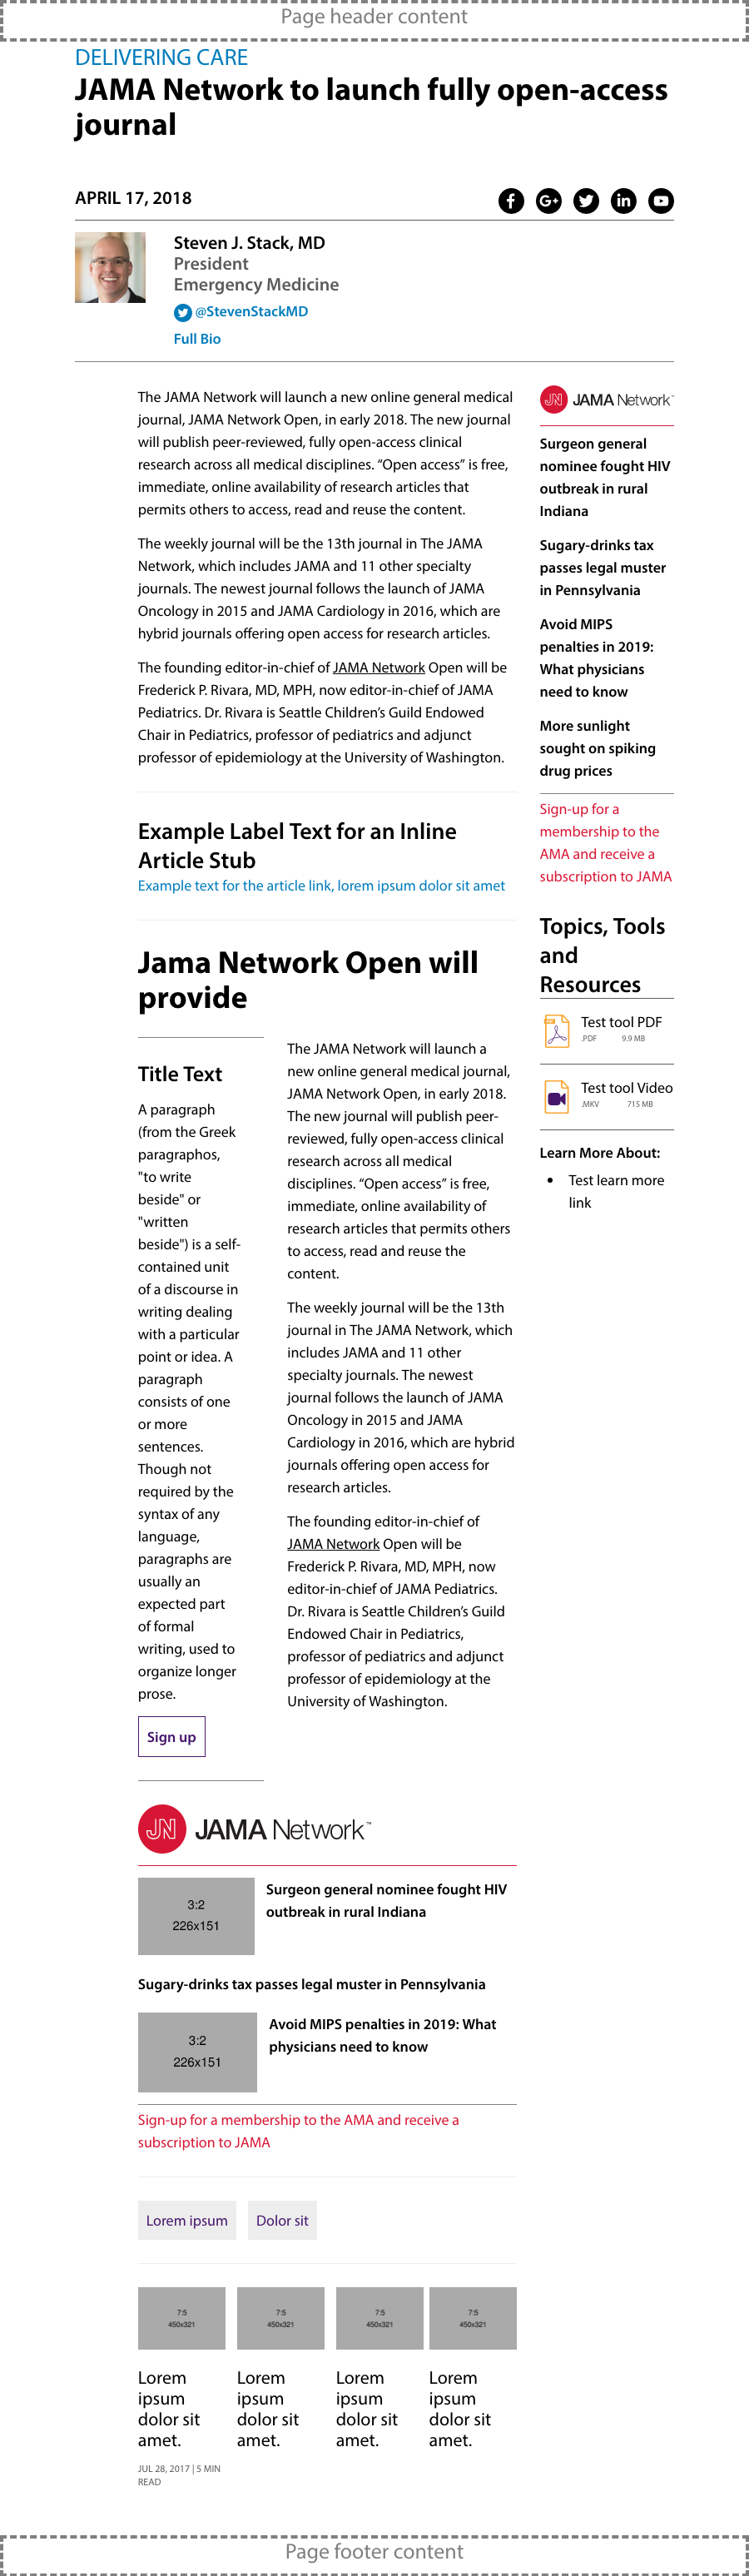 Page header content
DELIVERING CARE
JAMA Network to launch fully open-access
journal
APRIL 17, 2018
Steven J. Stack, MD
President
Emergency Medicine
@StevenStackMD
Full Bio
The JAMA Network will launch a new online general medical
journal, JAMA Network Open, in early 2018. The new journal
will publish peer-reviewed, fully open-access clinical
research across all medical disciplines. “Open access” is free,
immediate, online availability of research articles that
permits others to access, read and reuse the content.
The weekly journal will be the 13th journal in The JAMA
Network, which includes JAMA and 11 other specialty
journals. The newest journal follows the launch of JAMA
Oncology in 2015 and JAMA Cardiology in 2016, which are
hybrid journals offering open access for research articles.
The founding editor-in-chief of JAMA Network Open will be
Frederick P. Rivara, MD, MPH, now editor-in-chief of JAMA
Pediatrics. Dr. Rivara is Seattle Children’s Guild Endowed
Chair in Pediatrics, professor of pediatrics and adjunct
professor of epidemiology at the University of Washington.
Example Label Text for an Inline
Article Stub
Example text for the article link, lorem ipsum dolor sit amet
Jama Network Open will
provide
Title Text
A paragraph
(from the Greek
paragraphos,
"to write
beside" or
"written
beside") is a self-
contained unit
of a discourse in
writing dealing
with a particular
point or idea. A
paragraph
consists of one
or more
sentences.
Though not
required by the
syntax of any
language,
paragraphs are
usually an
expected part
of formal
writing, used to
organize longer
prose.
Sign up
The JAMA Network will launch a
new online general medical journal,
JAMA Network Open, in early 2018.
The new journal will publish peer-
reviewed, fully open-access clinical
research across all medical
disciplines. “Open access” is free,
immediate, online availability of
research articles that permits others
to access, read and reuse the
content.
The weekly journal will be the 13th
journal in The JAMA Network, which
includes JAMA and 11 other
specialty journals. The newest
journal follows the launch of JAMA
Oncology in 2015 and JAMA
Cardiology in 2016, which are hybrid
journals offering open access for
research articles.
The founding editor-in-chief of
JAMA Network Open will be
Frederick P. Rivara, MD, MPH, now
editor-in-chief of JAMA Pediatrics.
Dr. Rivara is Seattle Children’s Guild
Endowed Chair in Pediatrics,
professor of pediatrics and adjunct
professor of epidemiology at the
University of Washington.
JN JAMA Network™
3:2
226x151
Surgeon general nominee fought HIV
outbreak in rural Indiana
Sugary-drinks tax passes legal muster in Pennsylvania
3:2
226x151
Avoid MIPS penalties in 2019: What
physicians need to know
Sign-up for a membership to the AMA and receive a
subscription to JAMA
Lorem ipsum Dolor sit
7:5 7:5 7:5 7:5
450x321 450x321 450x321 450x321
Lorem Lorem Lorem Lorem
ipsum ipsum ipsum ipsum
dolor sit dolor sit dolor sit dolor sit
amet. amet. amet. amet.
JUL 28, 2017 | 5 MIN
READ
JN JAMA Network™
Surgeon general
nominee fought HIV
outbreak in rural
Indiana
Sugary-drinks tax
passes legal muster
in Pennsylvania
Avoid MIPS
penalties in 2019:
What physicians
need to know
More sunlight
sought on spiking
drug prices
Sign-up for a
membership to the
AMA and receive a
subscription to JAMA
Topics, Tools
and
Resources
Test tool PDF
.PDF 9.9 MB
Test tool Video
.MKV 715 MB
Learn More About:
• Test learn more
link
Page footer content